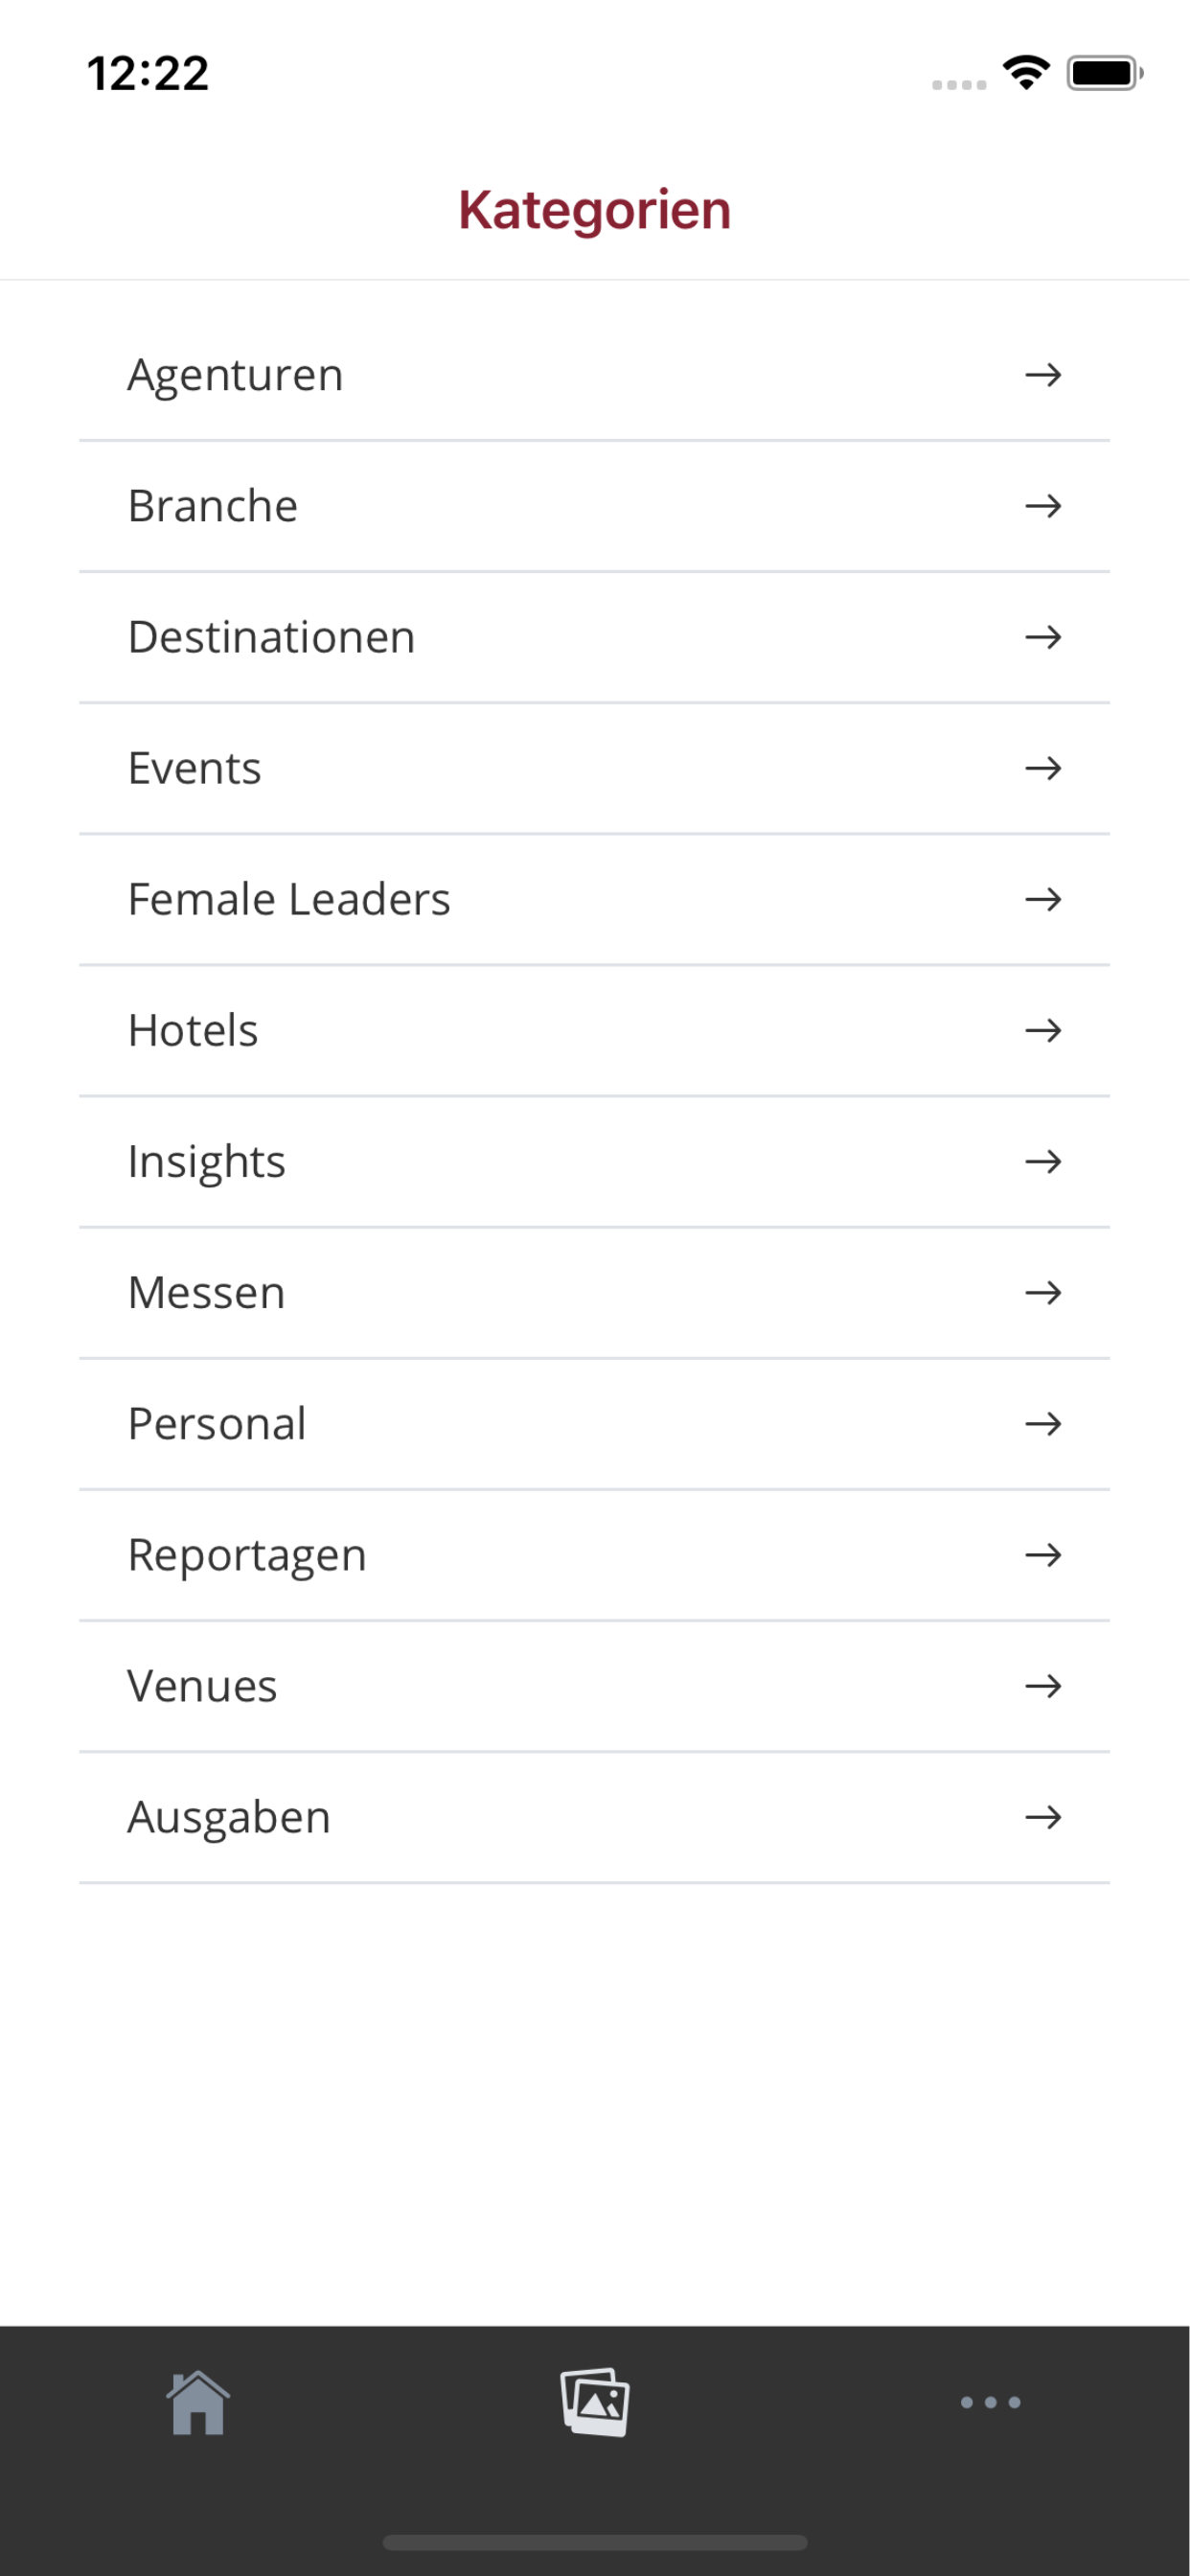 12:22
Kategorien
Agenturen
Branche
Destinationen
Events
Female Leaders
Hotels
Insights
Messen
Personal
Reportagen
Venues
Ausgaben